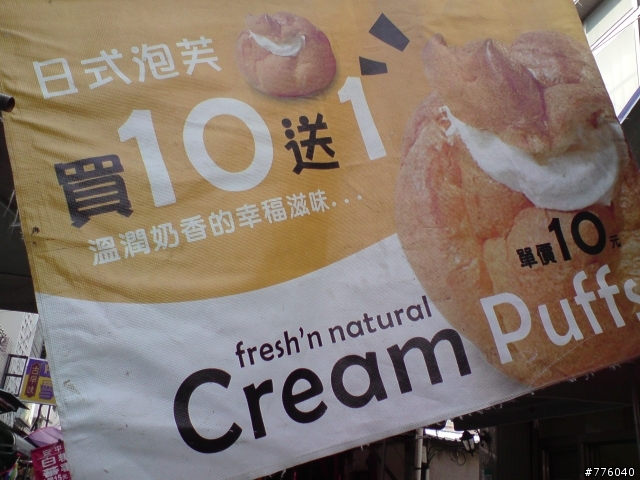 日式泡芙
買10送1
溫潤奶香的幸福滋味...
單價10元
fresh'n natural
Cream Puffs
#776040